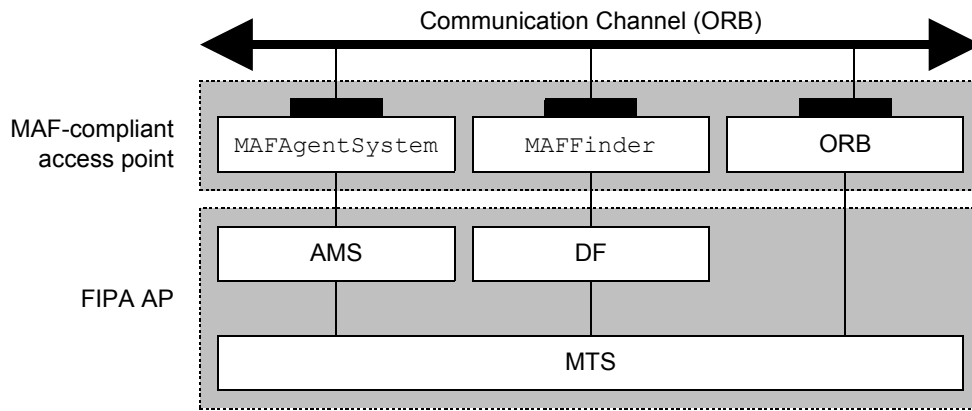 Communication Channel (ORB)
MAF-compliant
access point
MAFAgentSystem
MAFFinder
ORB
FIPA AP
AMS
DF
MTS